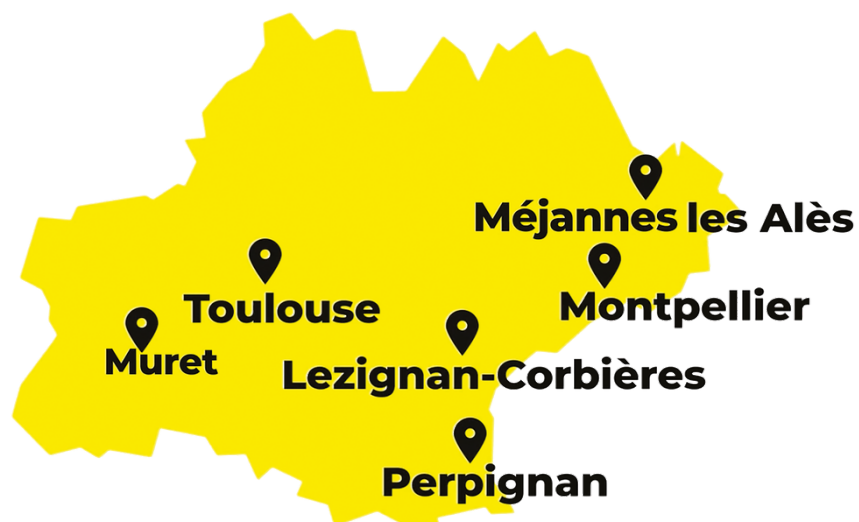 Méjannes les Alès
Toulouse
Montpellier
Muret
Lezignan-Corbières
Perpignan